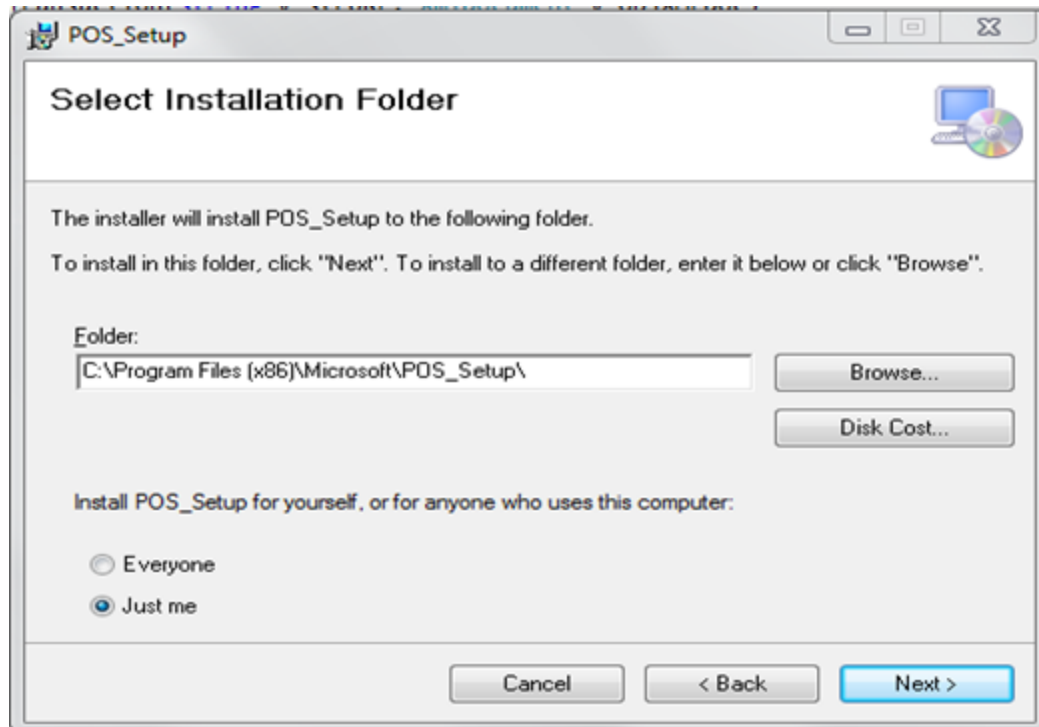 POS_Setup
Select Installation Folder
The installer will install POS_Setup to the following folder.
To install in this folder, click "Next". To install to a different folder, enter it below or click "Browse".
Folder:
C:\Program Files (x86)\Microsoft\POS_Setup\
Browse...
Disk Cost...
Install POS_Setup for yourself, or for anyone who uses this computer:
Everyone
Just me
Cancel
< Back
Next >